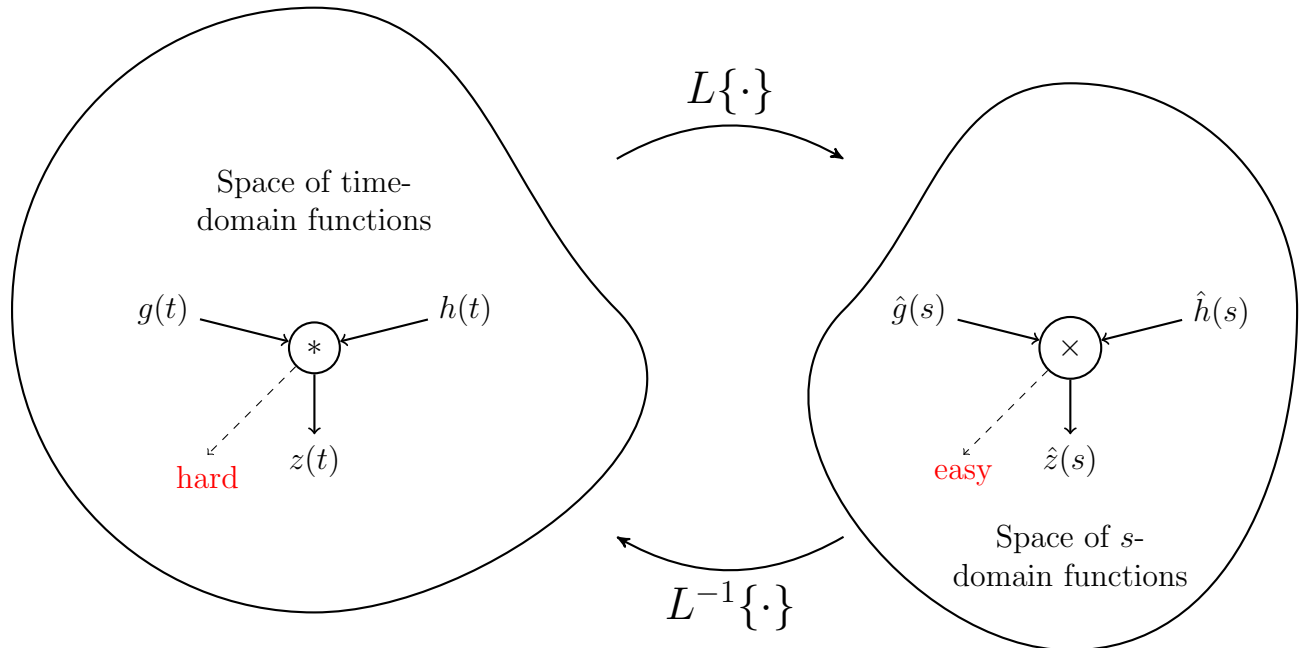 L{·}
Space of time-
domain functions
g(t)
h(t)
*
z(t)
hard
ĝ(s)
ĥ(s)
×
ẑ(s)
easy
Space of s-
domain functions
L⁻¹{·}